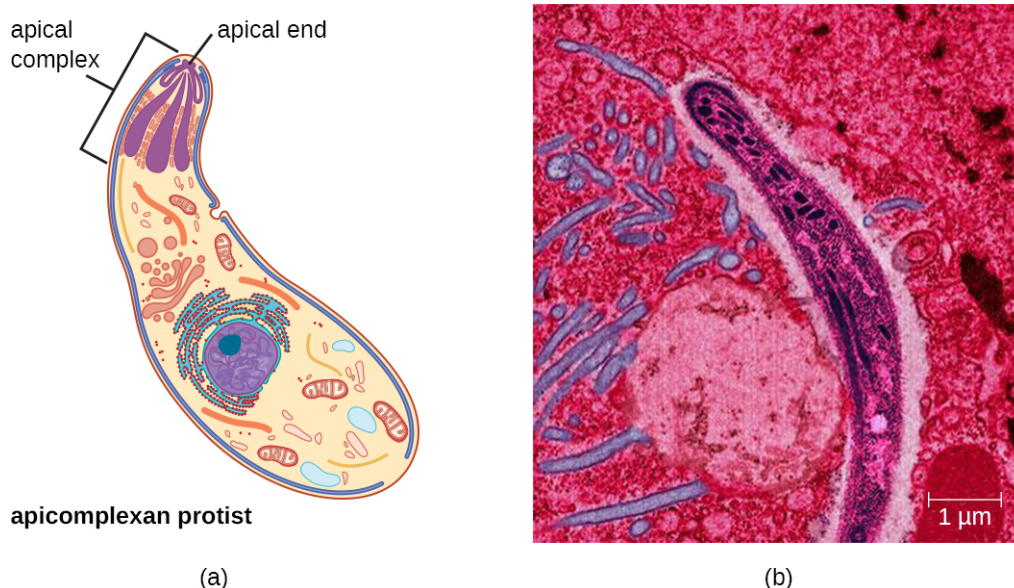 apical
complex
apical end
apicomplexan protist
1 µm
(a)
(b)